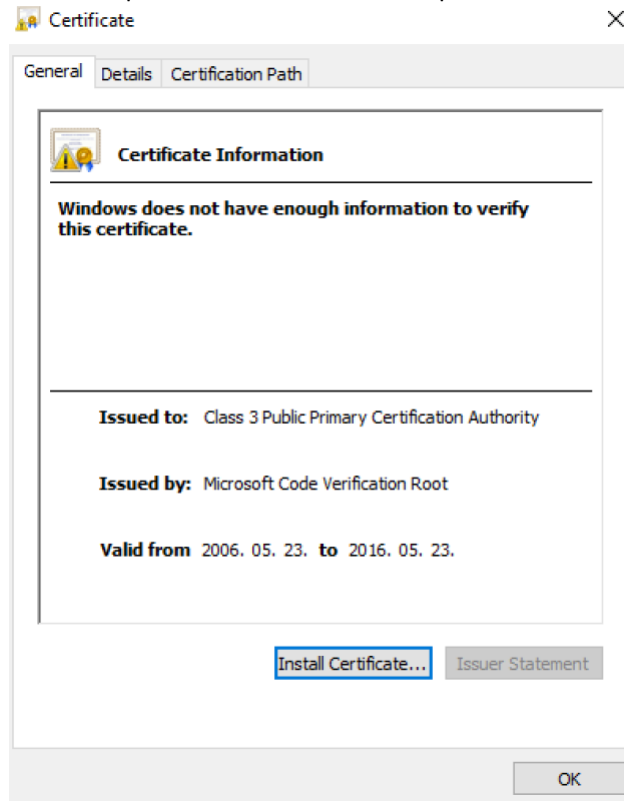 Certificate
General Details Certification Path
Certificate Information
Windows does not have enough information to verify
this certificate.
Issued to: Class 3 Public Primary Certification Authority
Issued by: Microsoft Code Verification Root
Valid from 2006. 05. 23. to 2016. 05. 23.
Install Certificate... Issuer Statement
OK